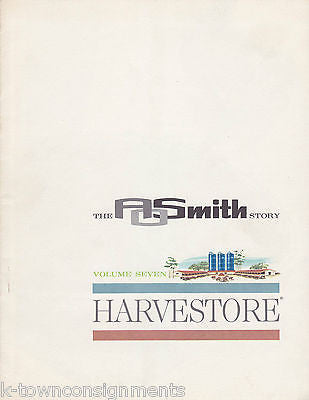 THE AOSmith STORY
VOLUME SEVEN
HARVESTORE®
k-townconsignments